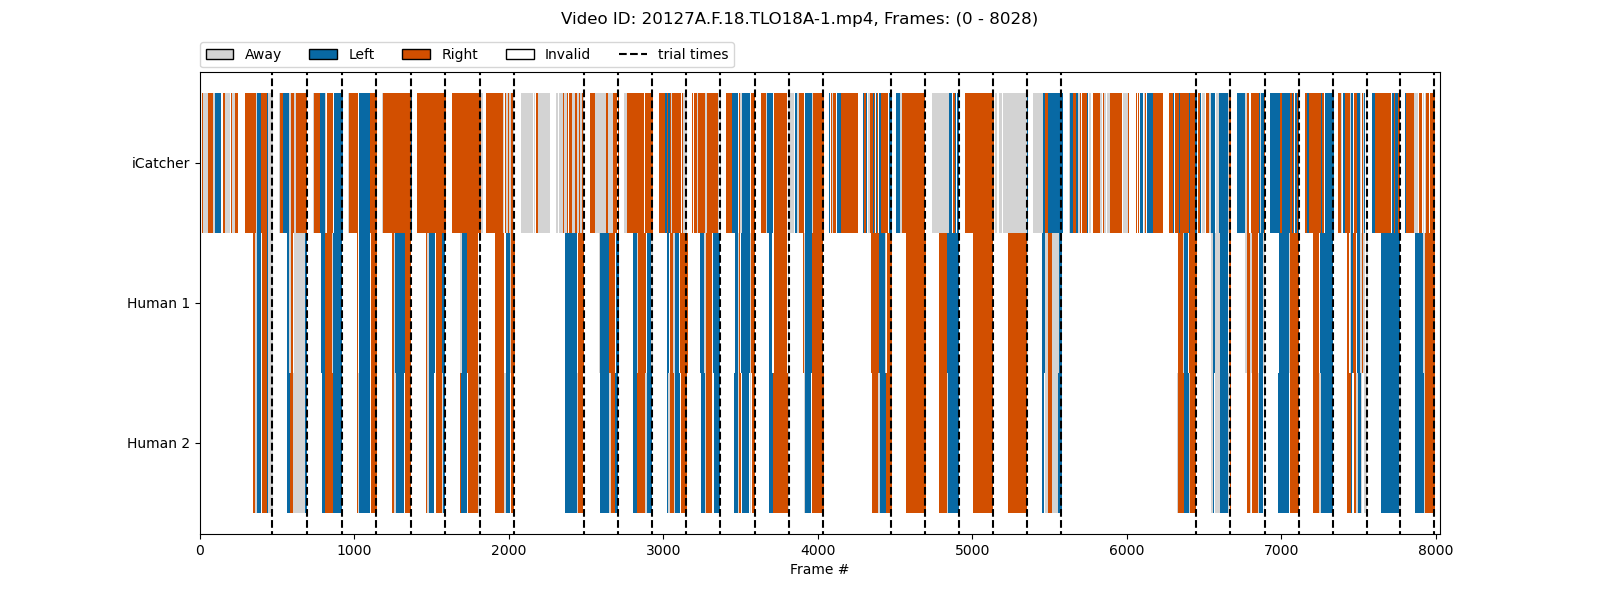 Video ID: 20127A.F.18.TLO18A-1.mp4, Frames: (0 - 8028)
Away Left Right Invalid trial times
iCatcher
Human 1
Human 2
0 1000 2000 3000 4000 5000 6000 7000 8000
Frame #